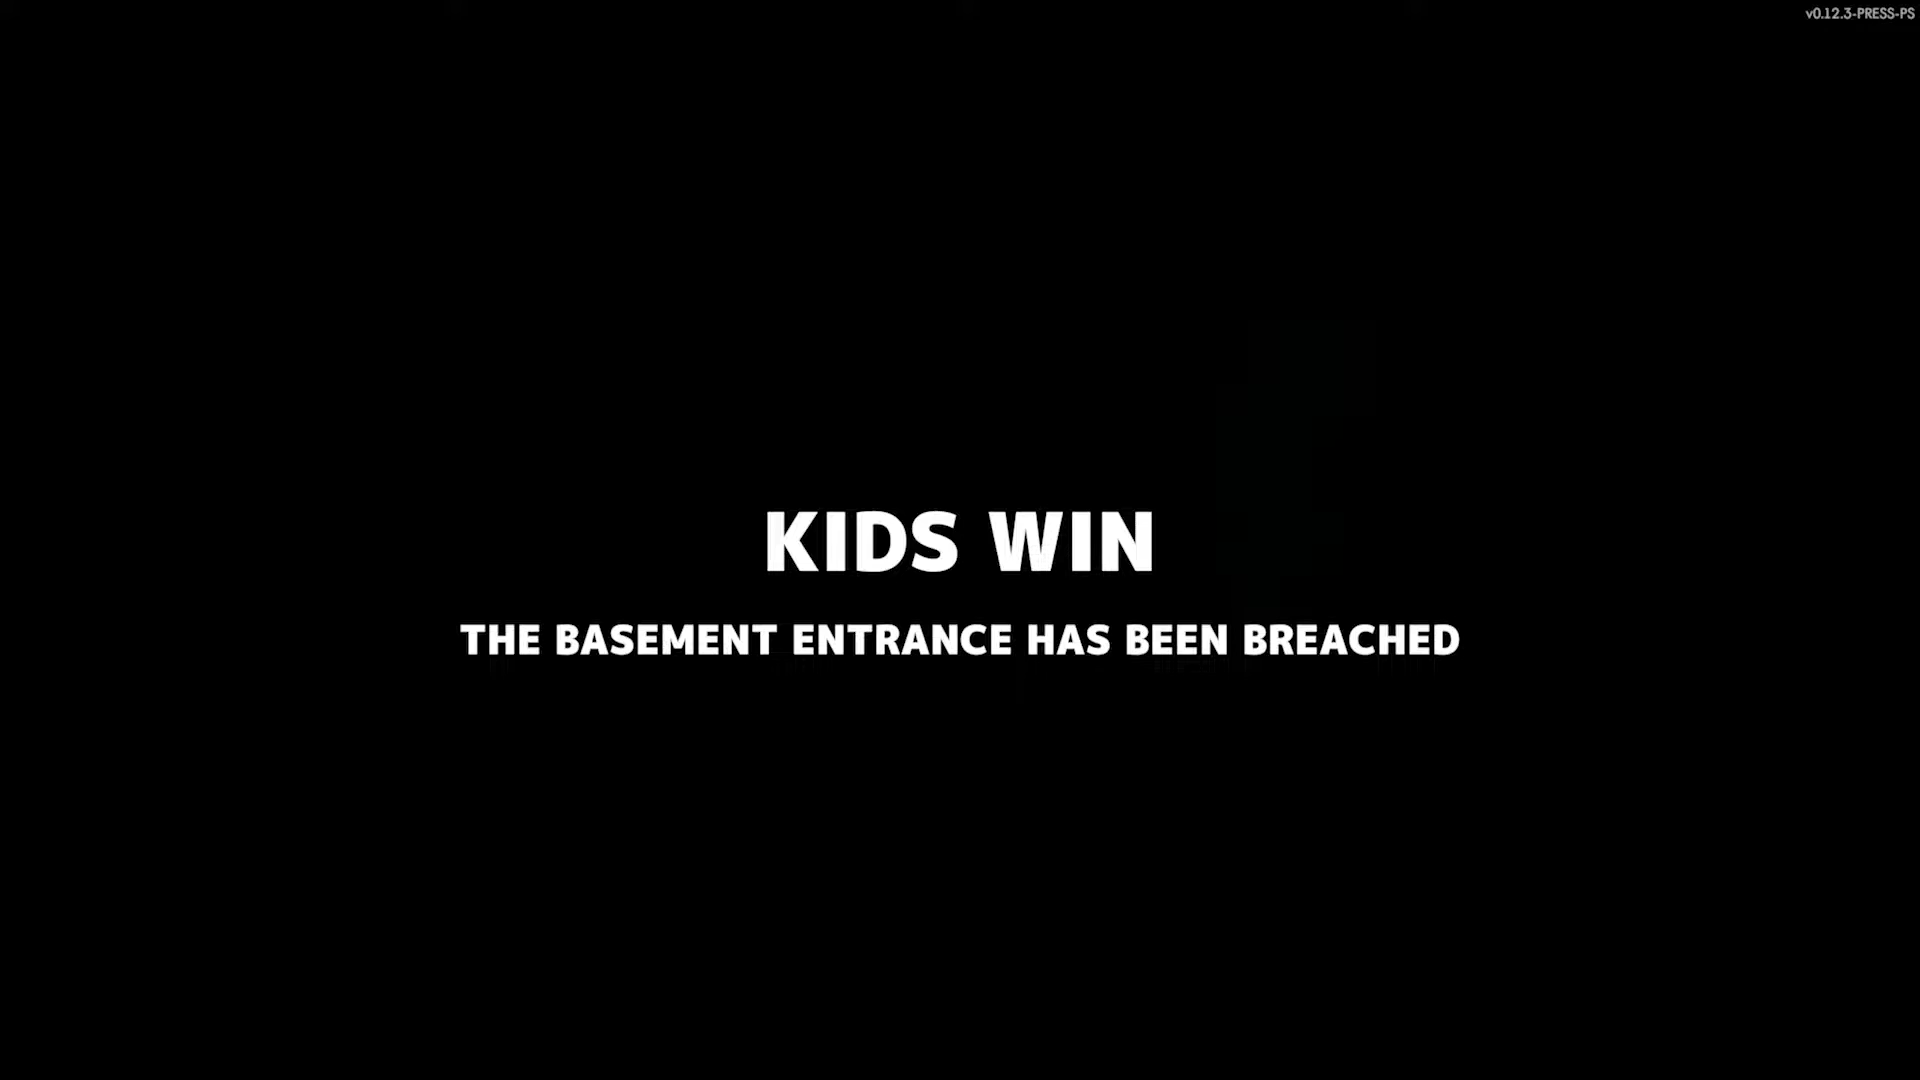 v0.12.3-PRESS-PS
KIDS WIN
THE BASEMENT ENTRANCE HAS BEEN BREACHED